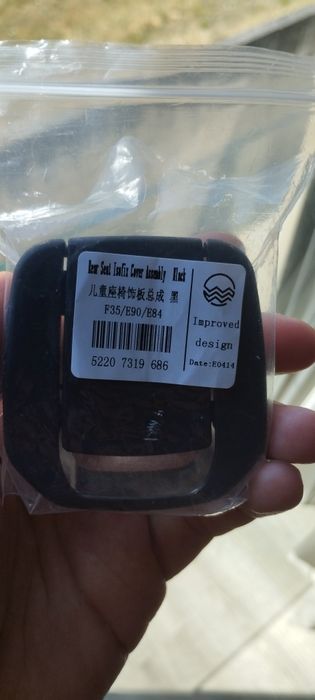 Rear Seat Isofix Cover Assembly Black
儿童座椅饰板总成 黑
F35/E90/E84
5220 7319 686
Improved
design
Date:E0414